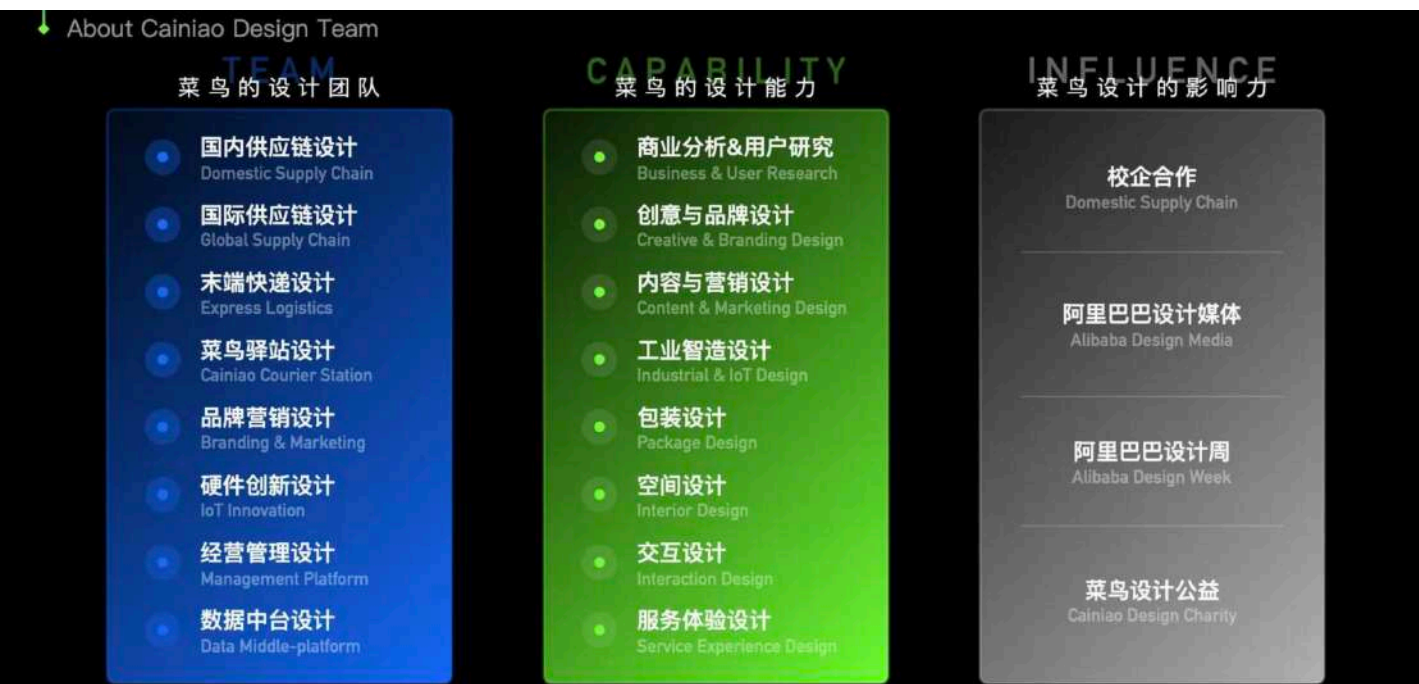 About Cainiao Design Team
TEAM
菜鸟的设计团队
国内供应链设计
Domestic Supply Chain
国际供应链设计
Global Supply Chain
末端快递设计
Express Logistics
菜鸟驿站设计
Cainiao Courier Station
品牌营销设计
Branding & Marketing
硬件创新设计
IoT Innovation
经营管理设计
Management Platform
数据中台设计
Data Middle-platform
CAPABILITY
菜鸟的设计能力
商业分析&用户研究
Business & User Research
创意与品牌设计
Creative & Branding Design
内容与营销设计
Content & Marketing Design
工业智造设计
Industrial & IoT Design
包装设计
Package Design
空间设计
Interior Design
交互设计
Interaction Design
服务体验设计
Service Experience Design
INFLUENCE
菜鸟设计的影响力
校企合作
Domestic Supply Chain
阿里巴巴设计媒体
Alibaba Design Media
阿里巴巴设计周
Alibaba Design Week
菜鸟设计公益
Cainiao Design Charity